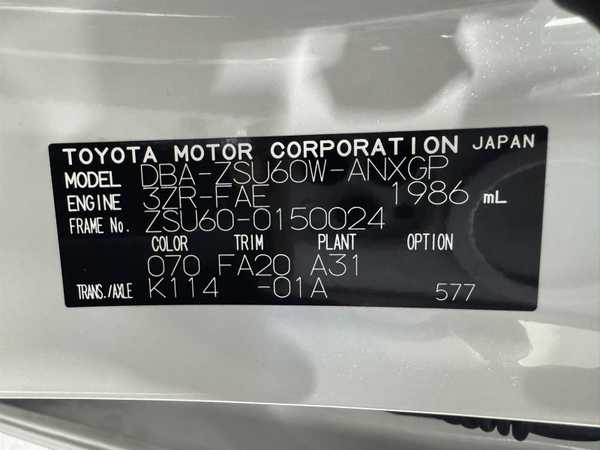 TOYOTA MOTOR CORPORATION JAPAN
MODEL DBA-ZSU60W-ANXGP
ENGINE 3ZR-FAE 1986 mL
FRAME No. ZSU60-0150024
COLOR TRIM PLANT OPTION
070 FA20 A31
TRANS./AXLE K114 -01A 577